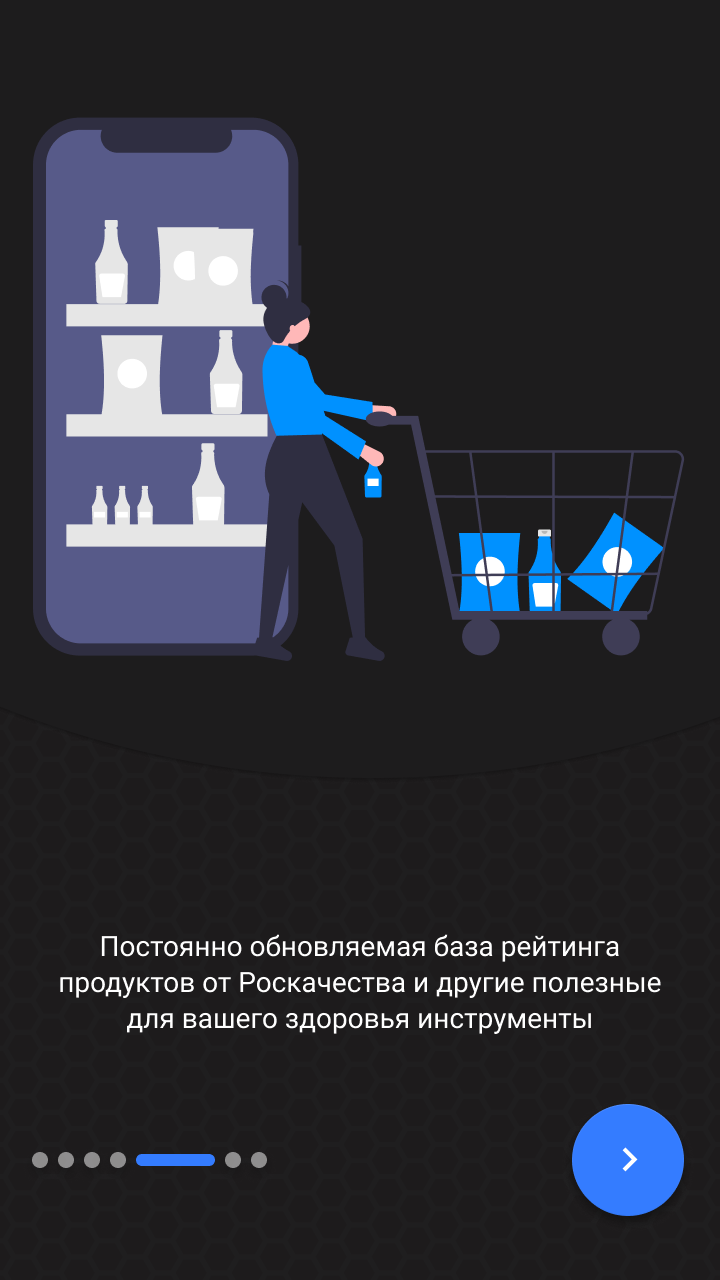 Постоянно обновляемая база рейтинга
продуктов от Роскачества и другие полезные
для вашего здоровья инструменты